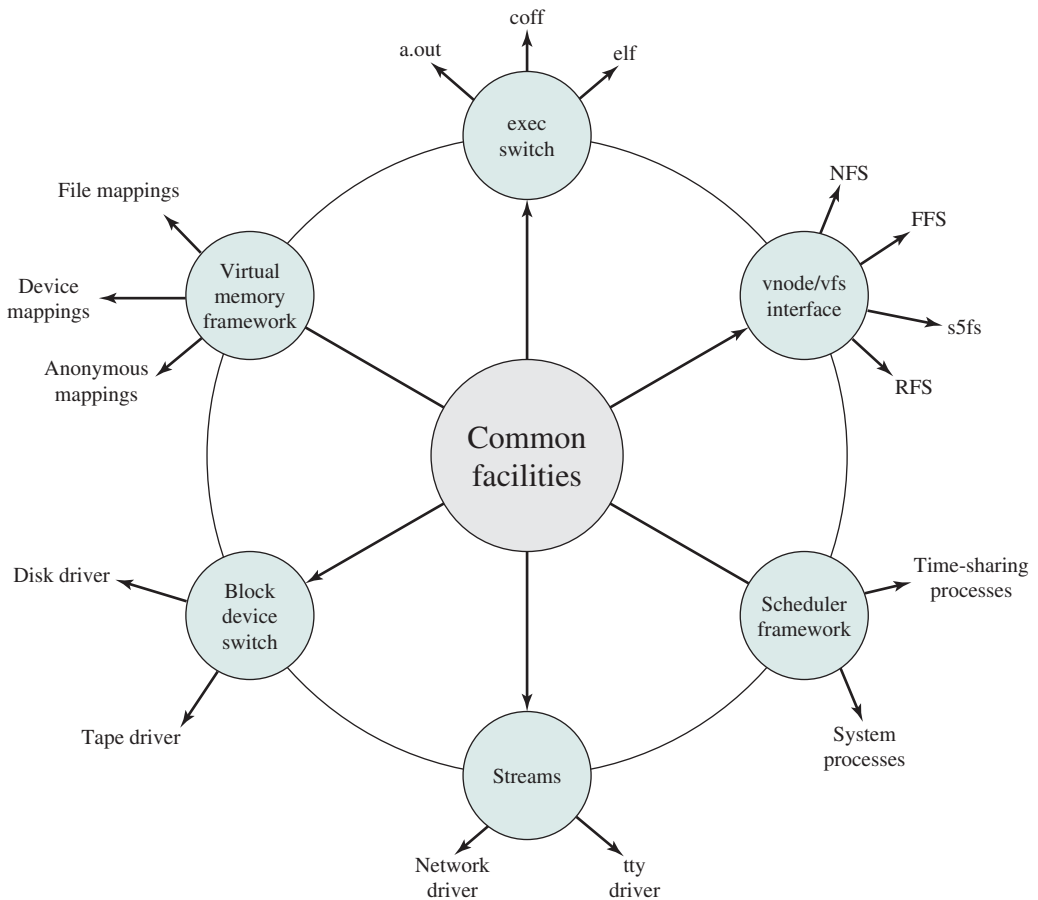 coff
a.out
elf
exec
switch
File mappings
NFS
FFS
Virtual
memory
framework
vnode/vfs
interface
Device
mappings
s5fs
Anonymous
mappings
RFS
Common
facilities
Disk driver
Block
device
switch
Scheduler
framework
Time-sharing
processes
Tape driver
System
processes
Streams
Network
driver
tty
driver